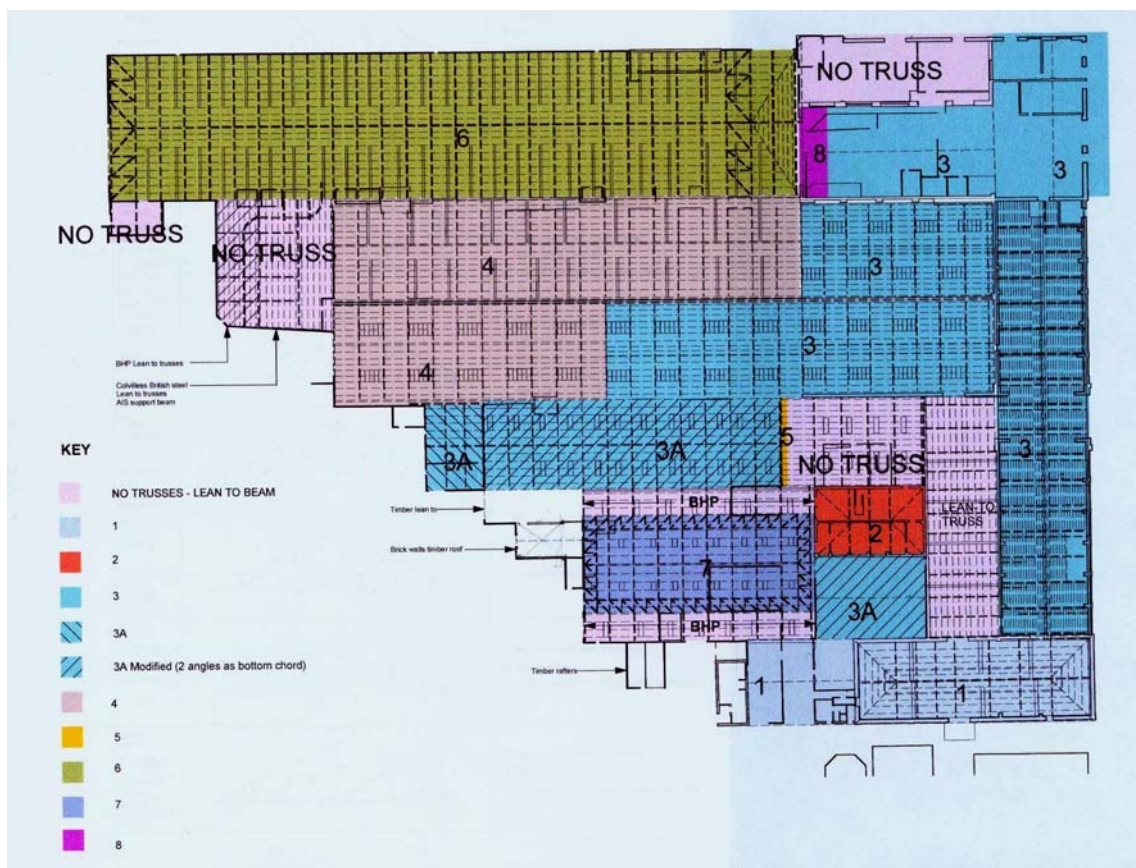 NO TRUSS
6
8
3
3
NO TRUSS
NO TRUSS
4
3
4
3
BHP Lean to trusses
Colvilless British steel
Lean to trusses
AIS support beam
3A
3A
5
NO TRUSS
3
LEAN-TO
TRUSS
BHP
2
Timber lean to
Brick walls timber roof
7
3A
BHP
Timber rafters
1
1
KEY
NO TRUSSES - LEAN TO BEAM
1
2
3
3A
3A Modified (2 angles as bottom chord)
4
5
6
7
8